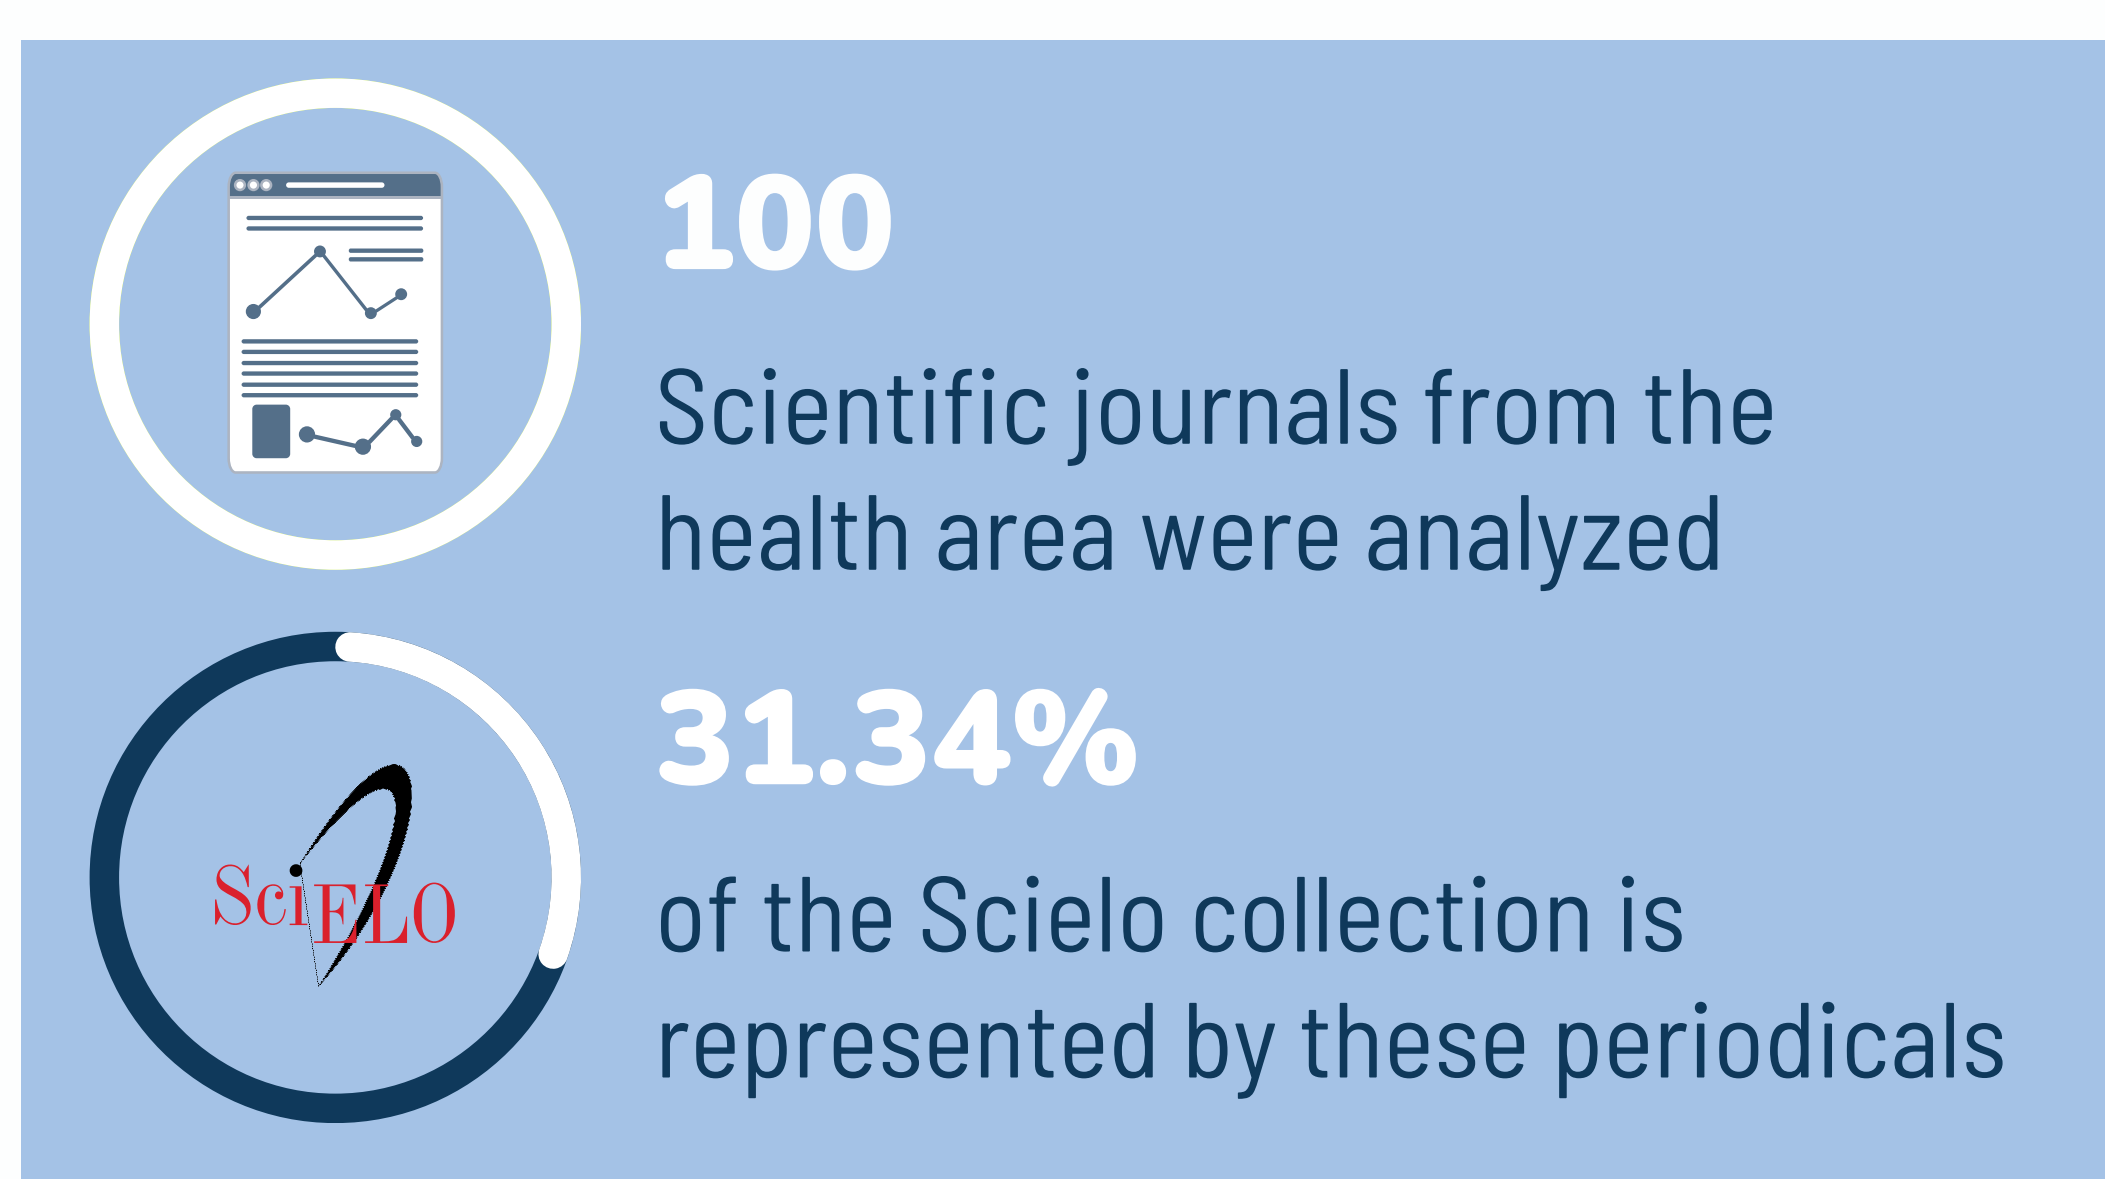 100
Scientific journals from the
health area were analyzed
31.34%
SciELO
of the Scielo collection is
represented by these periodicals